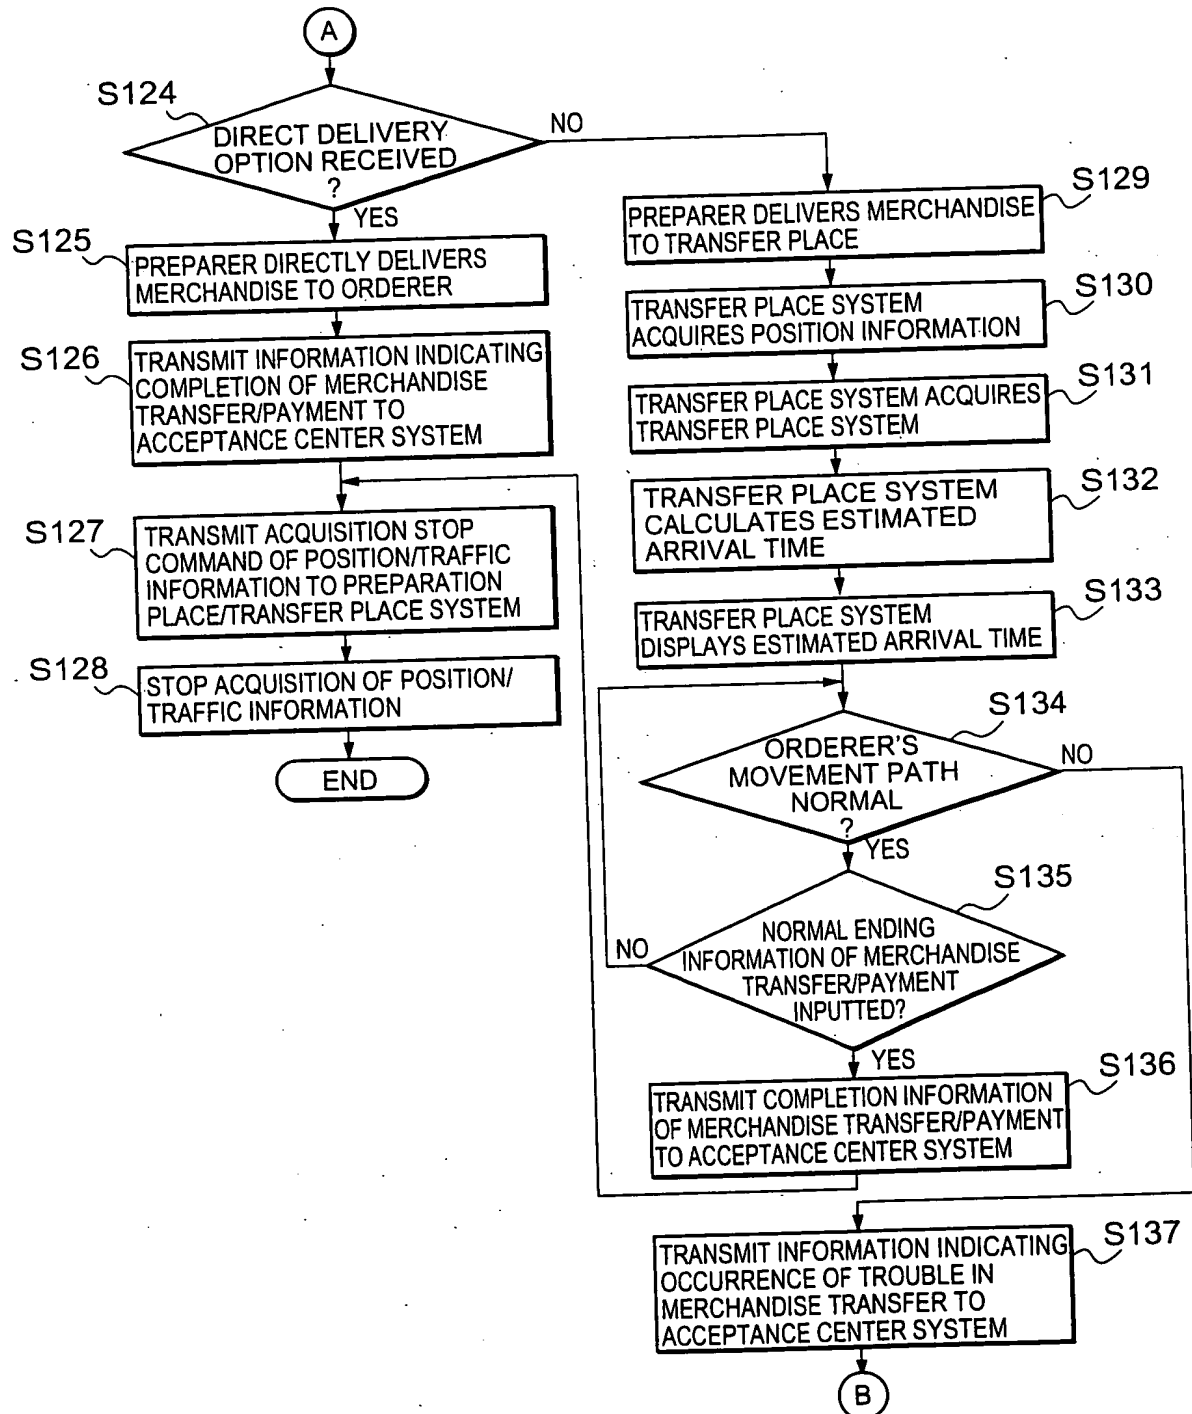 A
S124
DIRECT DELIVERY
OPTION RECEIVED
?
NO
YES
S125
PREPARER DIRECTLY DELIVERS
MERCHANDISE TO ORDERER
S126
TRANSMIT INFORMATION INDICATING
COMPLETION OF MERCHANDISE
TRANSFER/PAYMENT TO
ACCEPTANCE CENTER SYSTEM
S127
TRANSMIT ACQUISITION STOP
COMMAND OF POSITION/TRAFFIC
INFORMATION TO PREPARATION
PLACE/TRANSFER PLACE SYSTEM
S128
STOP ACQUISITION OF POSITION/
TRAFFIC INFORMATION
END
S129
PREPARER DELIVERS MERCHANDISE
TO TRANSFER PLACE
S130
TRANSFER PLACE SYSTEM
ACQUIRES POSITION INFORMATION
S131
TRANSFER PLACE SYSTEM ACQUIRES
TRANSFER PLACE SYSTEM
S132
TRANSFER PLACE SYSTEM
CALCULATES ESTIMATED
ARRIVAL TIME
S133
TRANSFER PLACE SYSTEM
DISPLAYS ESTIMATED ARRIVAL TIME
S134
ORDERER'S
MOVEMENT PATH
NORMAL
?
NO
YES
S135
NORMAL ENDING
INFORMATION OF MERCHANDISE
TRANSFER/PAYMENT
INPUTTED?
NO
YES
S136
TRANSMIT COMPLETION INFORMATION
OF MERCHANDISE TRANSFER/PAYMENT
TO ACCEPTANCE CENTER SYSTEM
S137
TRANSMIT INFORMATION INDICATING
OCCURRENCE OF TROUBLE IN
MERCHANDISE TRANSFER TO
ACCEPTANCE CENTER SYSTEM
B